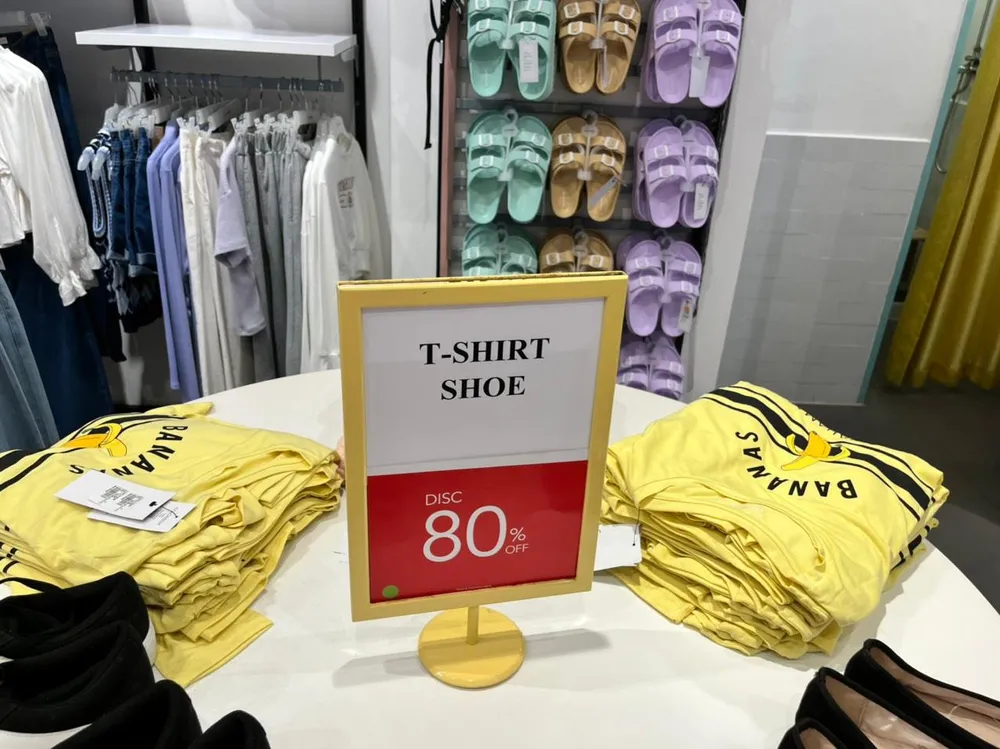 T-SHIRT
SHOE
DISC
80%
OFF
BANANAS
BANANAS